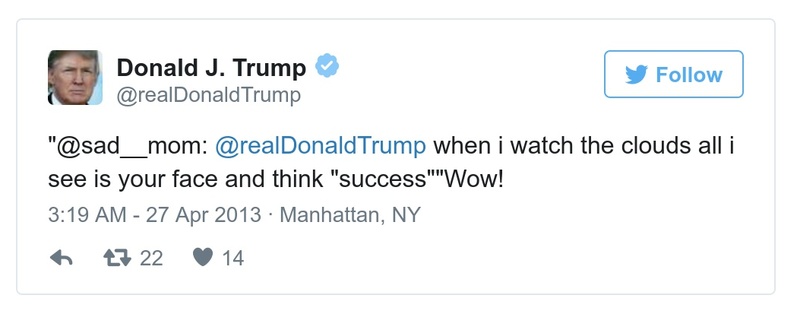 Donald J. Trump
@realDonaldTrump
Follow
"@sad__mom: @realDonaldTrump when i watch the clouds all i
see is your face and think "success""Wow!
3:19 AM - 27 Apr 2013 · Manhattan, NY
22 14